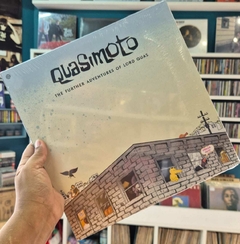 QUASIMOTO
THE FURTHER ADVENTURES OF LORD QUAS